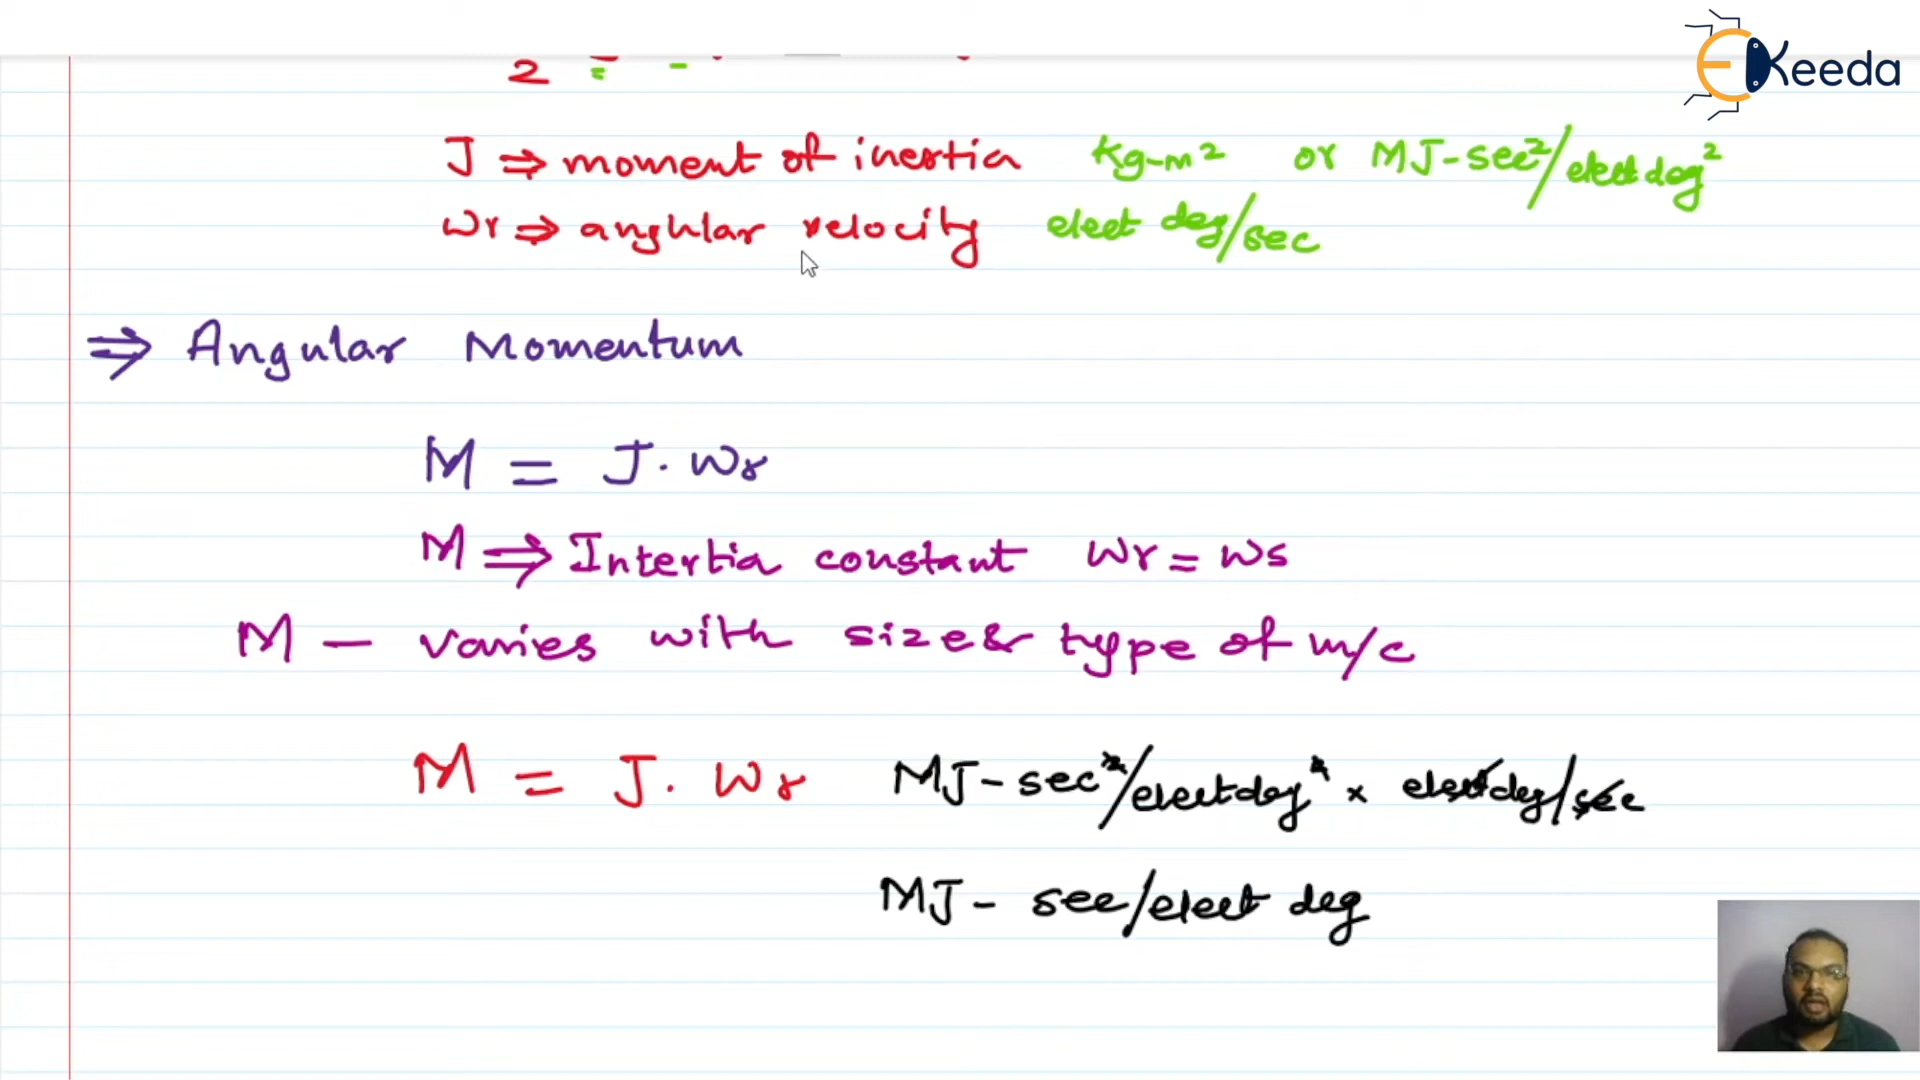 EKeeda
2
J ⇒ moment of inertia kg-m² or MJ-sec²/elect deg²
ωr ⇒ angular velocity elect deg/sec
⇒ Angular Momentum
M = J. ωr
M ⇒ Intertia constant ωr = ωs
M - varies with size & type of m/c
M = J. ωr MJ-sec²/elect deg² × elect deg/sec
MJ- sec/elect deg